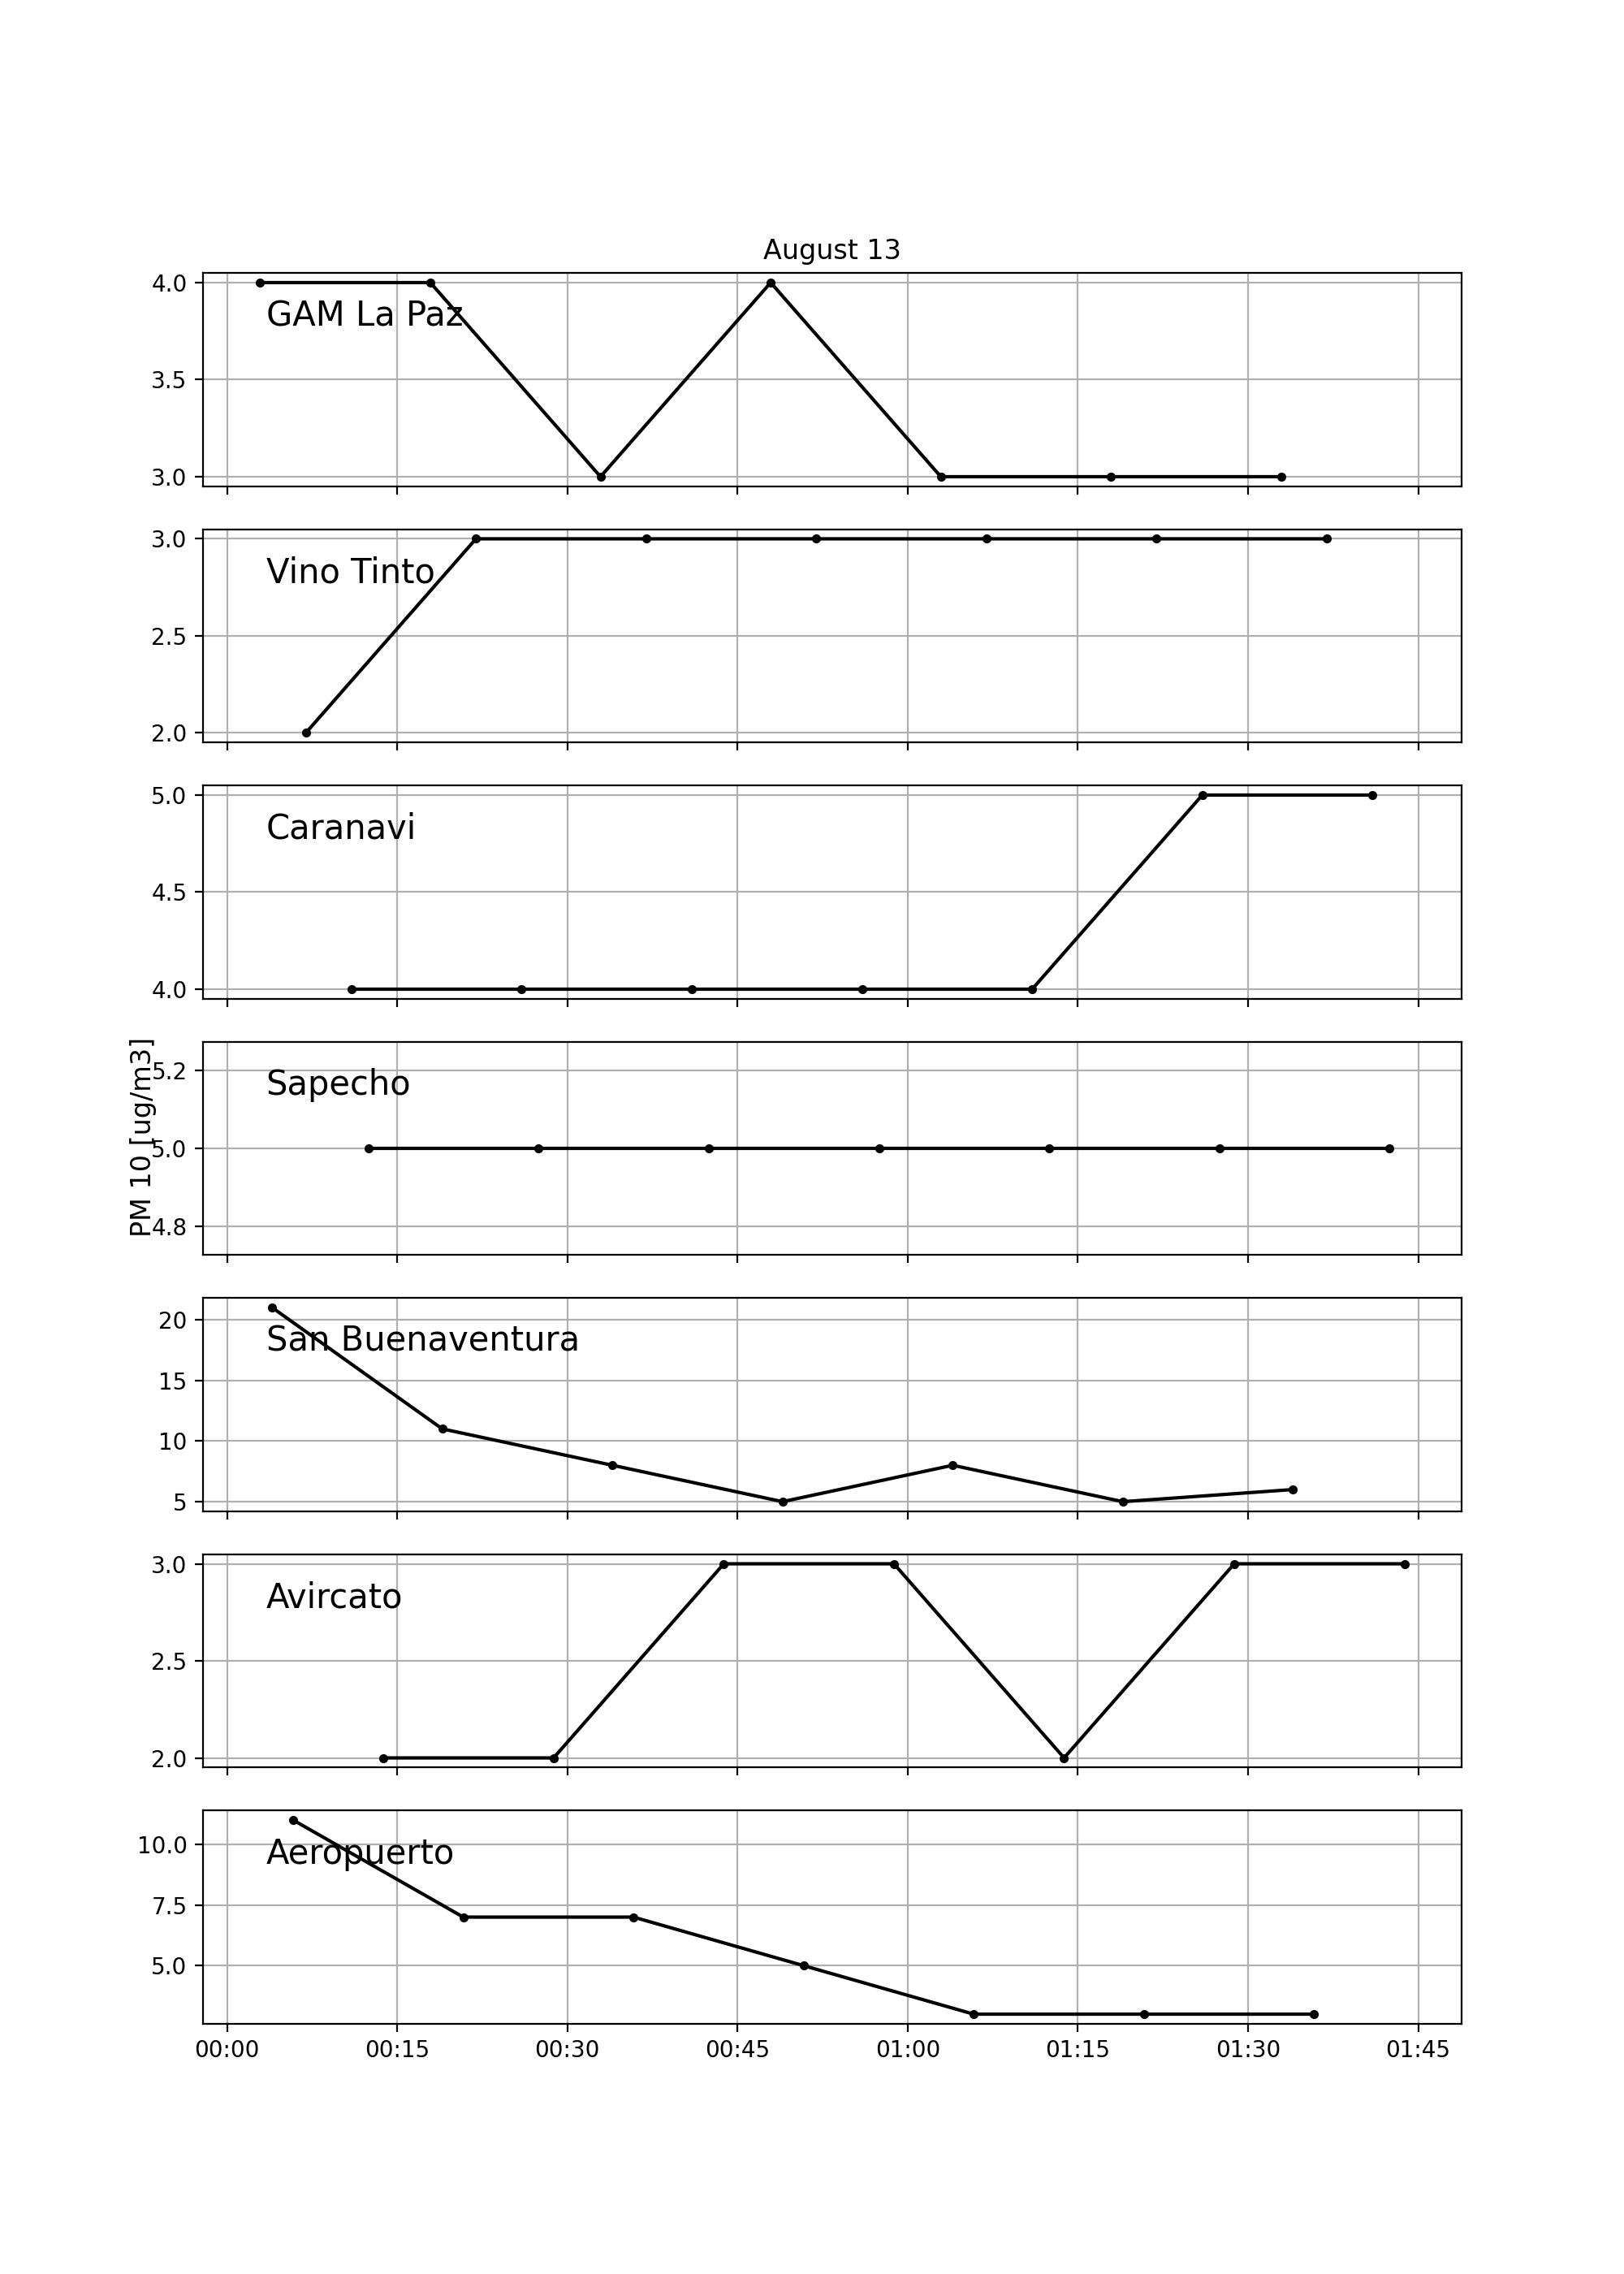 August 13
4.0
GAM La Paz
3.5
3.0
3.0
Vino Tinto
2.5
2.0
5.0
Caranavi
4.5
4.0
PM 10 [ug/m3]
5.2
Sapecho
5.0
4.8
20
San Buenaventura
15
10
5
3.0
Avircato
2.5
2.0
10.0
Aeropuerto
7.5
5.0
00:00 00:15 00:30 00:45 01:00 01:15 01:30 01:45